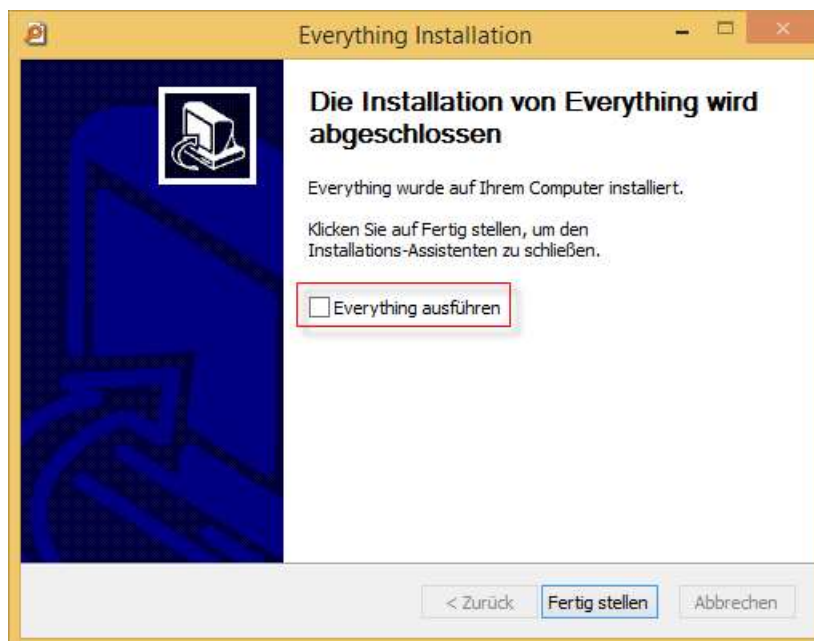 Everything Installation
Die Installation von Everything wird
abgeschlossen
Everything wurde auf Ihrem Computer installiert.
Klicken Sie auf Fertig stellen, um den
Installations-Assistenten zu schließen.
Everything ausführen
< Zurück Fertig stellen Abbrechen